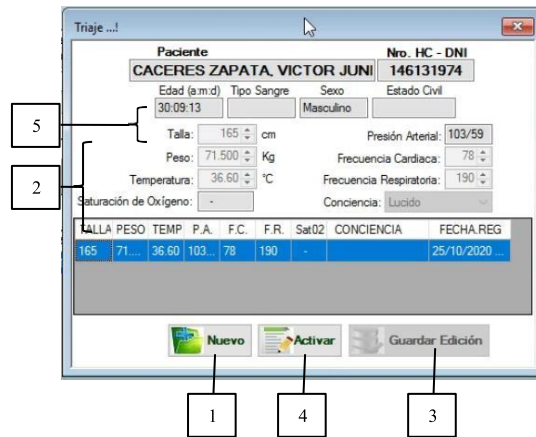 Triaje ...!
Paciente Nro. HC - DNI
CACERES ZAPATA, VICTOR JUNI 146131974
Edad (a:m:d) Tipo Sangre Sexo Estado Civil
30:09:13 Masculino
5
Talla: 165 cm Presión Arterial: 103/59
2
Peso: 71.500 Kg Frecuencia Cardiaca: 78
Temperatura: 36.60 °C Frecuencia Respiratoria: 190
Saturación de Oxígeno: - Conciencia: Lucido
TALLA PESO TEMP P.A. F.C. F.R. Sat02 CONCIENCIA FECHA.REG
165 71.... 36.60 103... 78 190 - 25/10/2020 ...
Nuevo Activar Guardar Edición
1 4 3